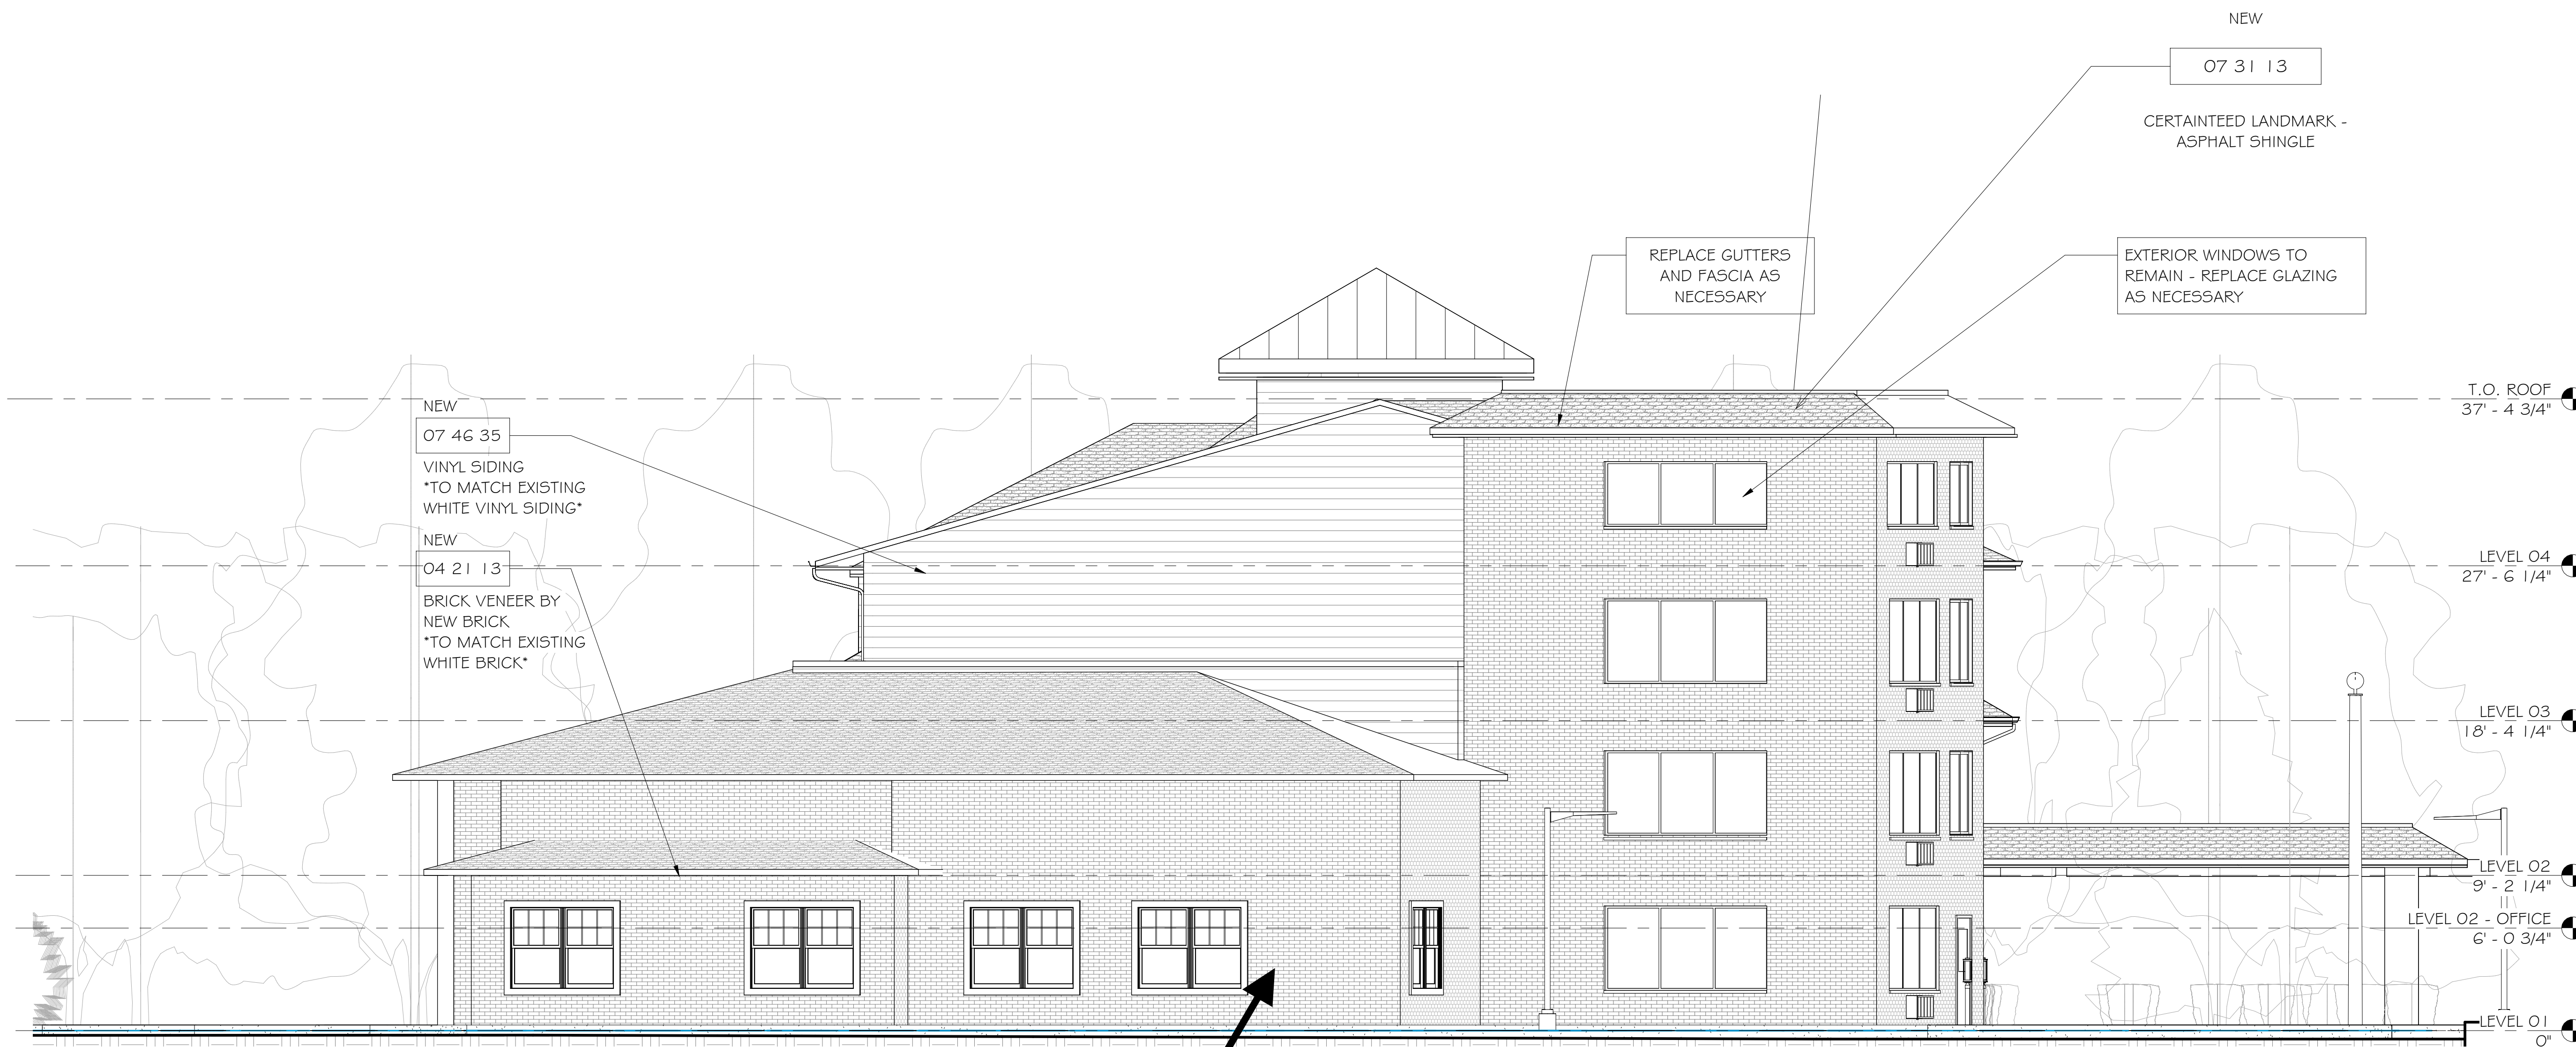 NEW
07 31 13
CERTAINTEED LANDMARK -
ASPHALT SHINGLE
REPLACE GUTTERS
AND FASCIA AS
NECESSARY
EXTERIOR WINDOWS TO
REMAIN - REPLACE GLAZING
AS NECESSARY
NEW
07 46 35
VINYL SIDING
*TO MATCH EXISTING
WHITE VINYL SIDING*
NEW
04 21 13
BRICK VENEER BY
NEW BRICK
*TO MATCH EXISTING
WHITE BRICK*
T.O. ROOF
37' - 4 3/4"
LEVEL 04
27' - 6 1/4"
LEVEL 03
18' - 4 1/4"
LEVEL 02
9' - 2 1/4"
LEVEL 02 - OFFICE
6' - 0 3/4"
LEVEL 01
0"